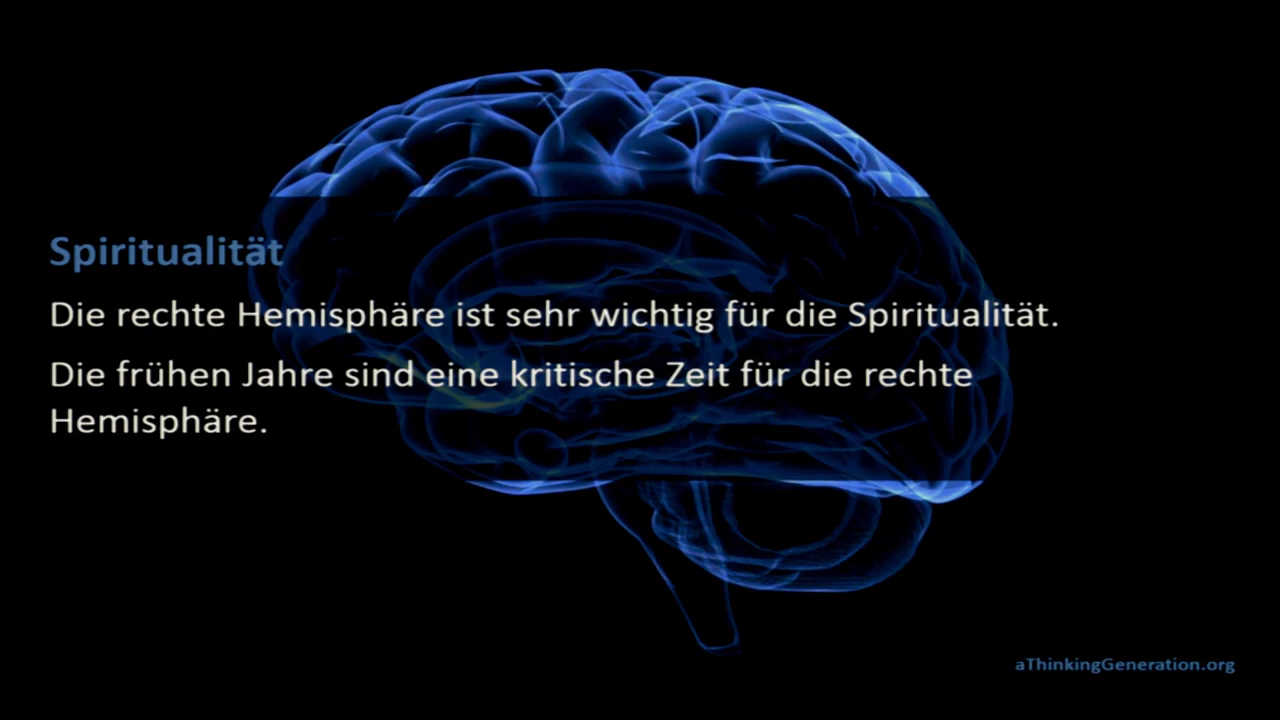 Spiritualität
Die rechte Hemisphäre ist sehr wichtig für die Spiritualität.
Die frühen Jahre sind eine kritische Zeit für die rechte
Hemisphäre.
aThinkingGeneration.org